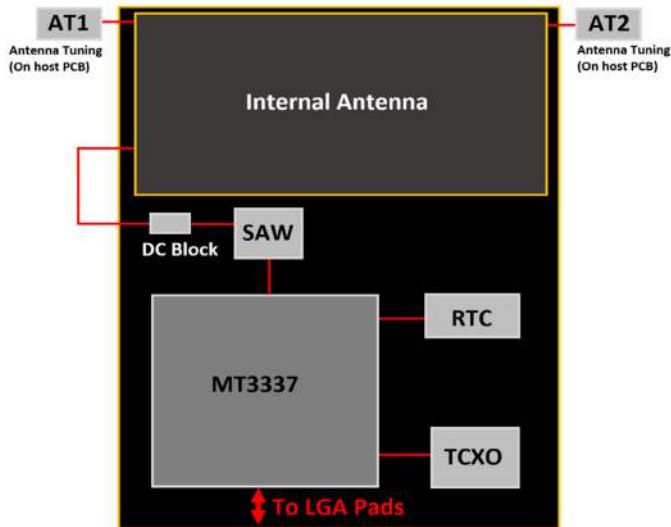 AT1
Antenna Tuning
(On host PCB)
AT2
Antenna Tuning
(On host PCB)
Internal Antenna
DC Block
SAW
RTC
MT3337
TCXO
To LGA Pads